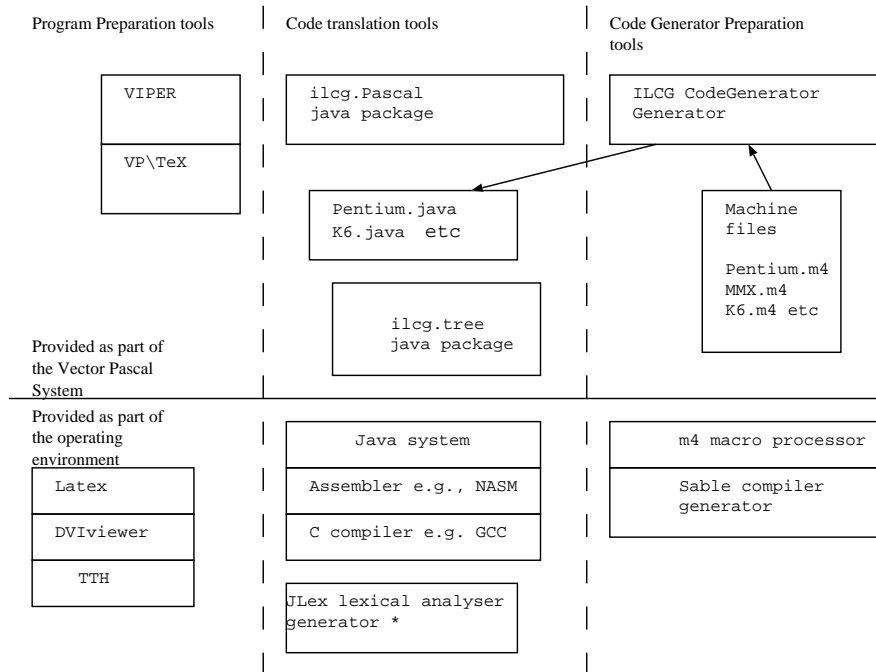 Program Preparation tools
Code translation tools
Code Generator Preparation
tools
VIPER
VP\TeX
ilcg.Pascal
java package
ILCG CodeGenerator
Generator
Pentium.java
K6.java etc
Machine
files
Pentium.m4
MMX.m4
K6.m4 etc
ilcg.tree
java package
Provided as part of
the Vector Pascal
System
Provided as part of
the operating
environment
Latex
DVIviewer
TTH
Java system
Assembler e.g., NASM
C compiler e.g. GCC
JLex lexical analyser
generator *
m4 macro processor
Sable compiler
generator